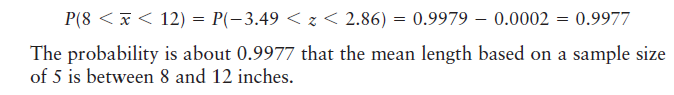 P(8 < x̄ < 12) = P(−3.49 < z < 2.86) = 0.9979 − 0.0002 = 0.9977
The probability is about 0.9977 that the mean length based on a sample size
of 5 is between 8 and 12 inches.